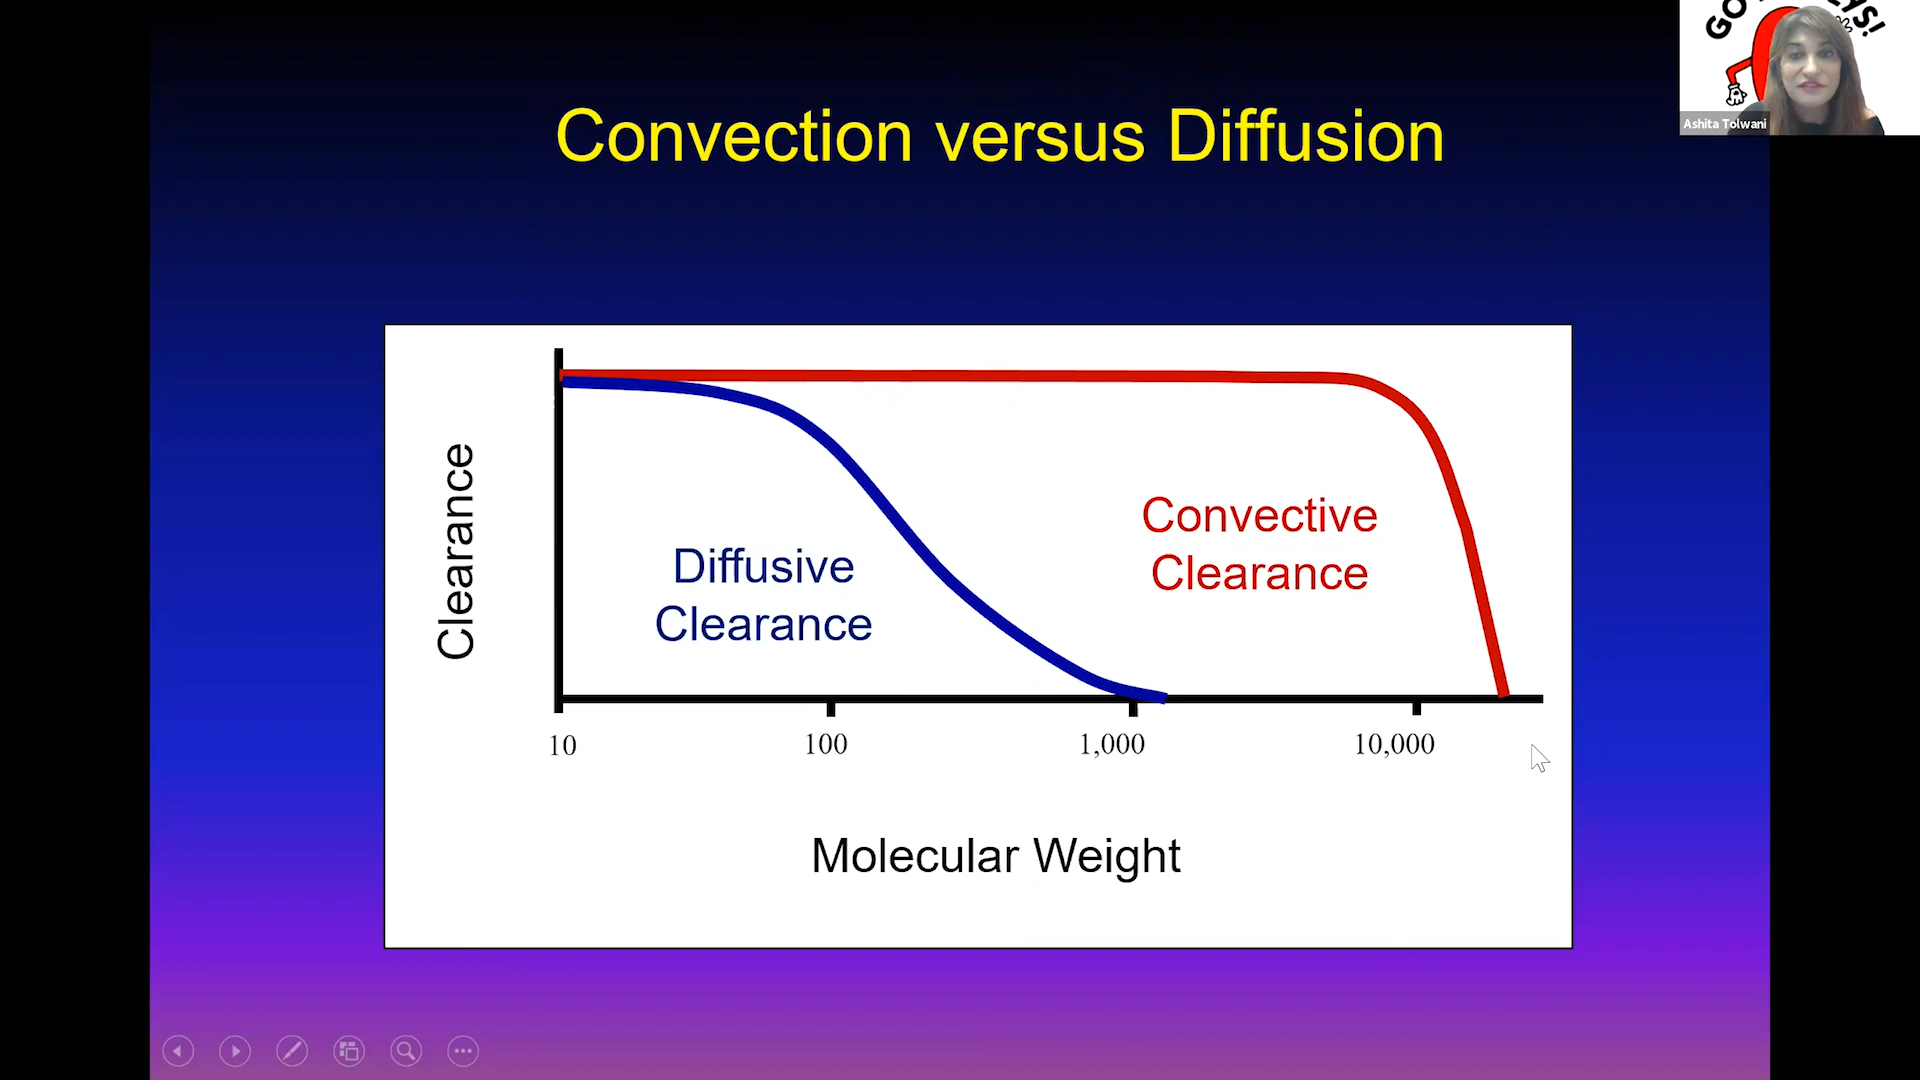 Convection versus Diffusion
Ashita Tolwani
Clearance
Diffusive
Clearance
Convective
Clearance
10
100
1,000
10,000
Molecular Weight